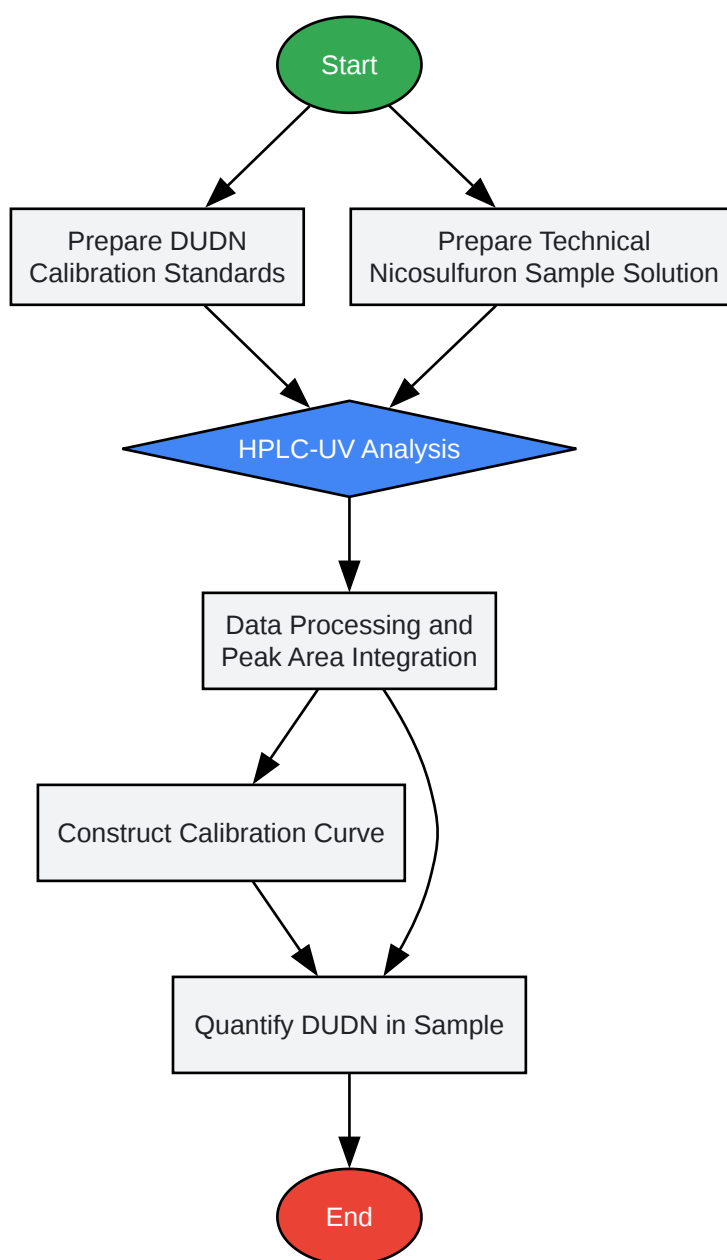 Start
Prepare DUDN
Calibration Standards
Prepare Technical
Nicosulfuron Sample Solution
HPLC-UV Analysis
Data Processing and
Peak Area Integration
Construct Calibration Curve
Quantify DUDN in Sample
End